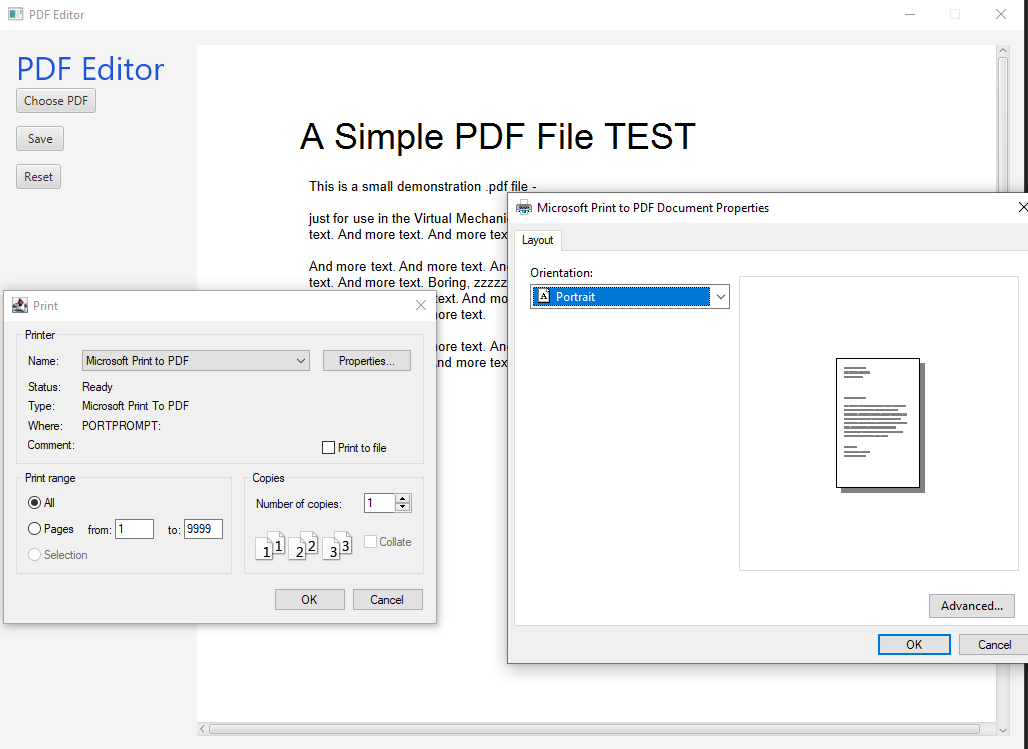 PDF Editor
PDF Editor
Choose PDF
Save
Reset
A Simple PDF File TEST
This is a small demonstration .pdf file -
just for use in the Virtual Mechani
text. And more text. And more tex
And more text. And more text. An
text. And more text. Boring, zzzzz
ext. And mo
ore text.
ore text. An
nd more tex
Print
Printer
Name:
Microsoft Print to PDF
Properties...
Status:
Ready
Type:
Microsoft Print To PDF
Where:
PORTPROMPT:
Comment:
Print to file
Print range
All
Pages
from:
1
to:
9999
Selection
Copies
Number of copies:
1
1 1 2 2 3 3
Collate
OK
Cancel
Microsoft Print to PDF Document Properties
Layout
Orientation:
A Portrait
Advanced...
OK
Cancel